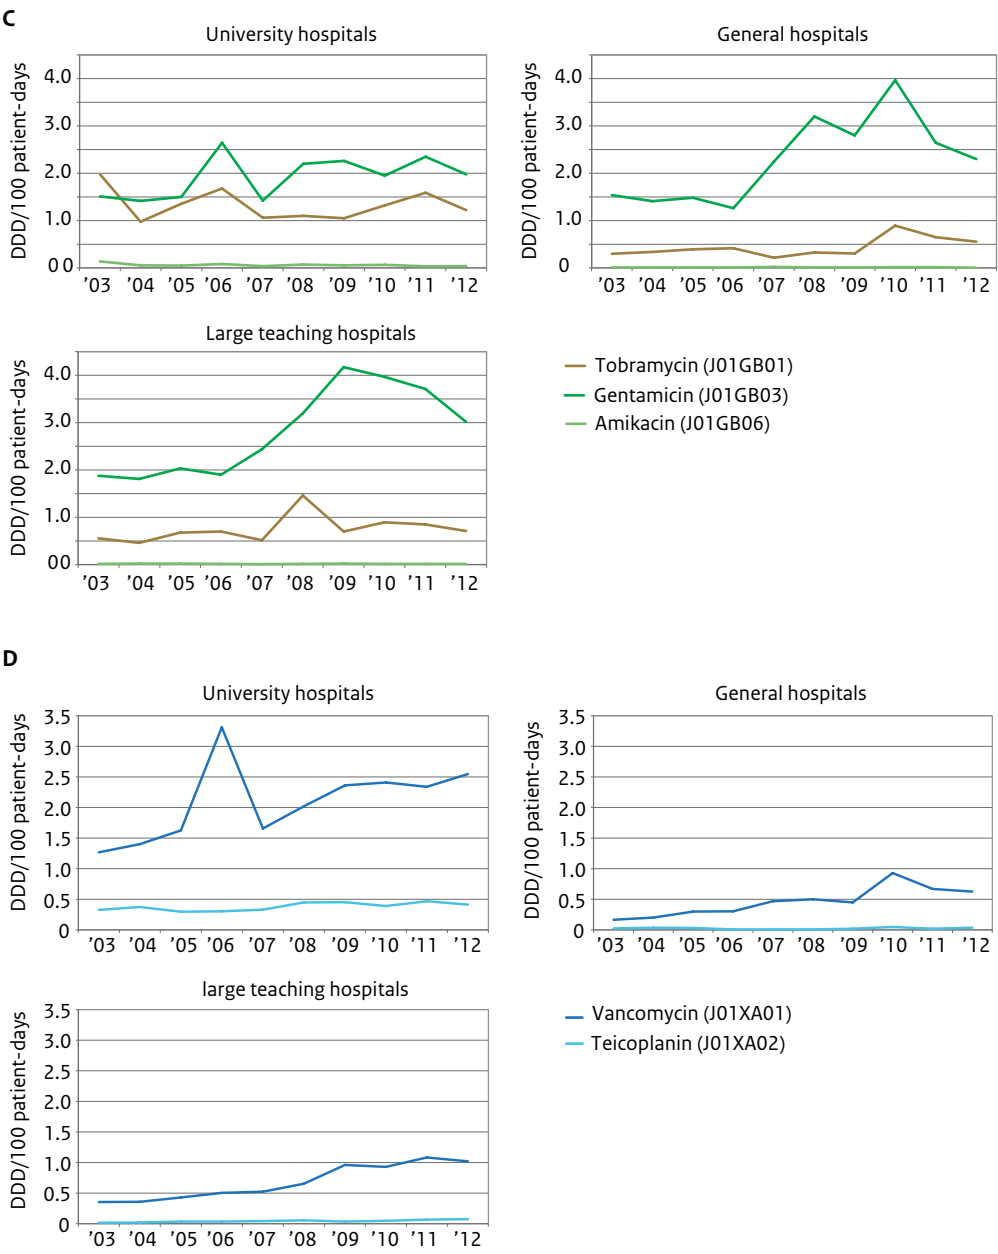 C
University hospitals
DDD/100 patient-days
4.0
3.0
2.0
1.0
00
’03 ’04 ’05 ’06 ’07 ’08 ’09 ’10 ’11 ’12
General hospitals
DDD/100 patient-days
4.0
3.0
2.0
1.0
0
’03 ’04 ’05 ’06 ’07 ’08 ’09 ’10 ’11 ’12
Large teaching hospitals
DDD/100 patient-days
4.0
3.0
2.0
1.0
00
’03 ’04 ’05 ’06 ’07 ’08 ’09 ’10 ’11 ’12
Tobramycin (J01GB01)
Gentamicin (J01GB03)
Amikacin (J01GB06)
D
University hospitals
DDD/100 patient-days
3.5
3.0
2.5
2.0
1.5
1.0
0.5
0
’03 ’04 ’05 ’06 ’07 ’08 ’09 ’10 ’11 ’12
General hospitals
DDD/100 patient-days
3.5
3.0
2.5
2.0
1.5
1.0
0.5
0
’03 ’04 ’05 ’06 ’07 ’08 ’09 ’10 ’11 ’12
large teaching hospitals
DDD/100 patient-days
3.5
3.0
2.5
2.0
1.5
1.0
0.5
0
’03 ’04 ’05 ’06 ’07 ’08 ’09 ’10 ’11 ’12
Vancomycin (J01XA01)
Teicoplanin (J01XA02)